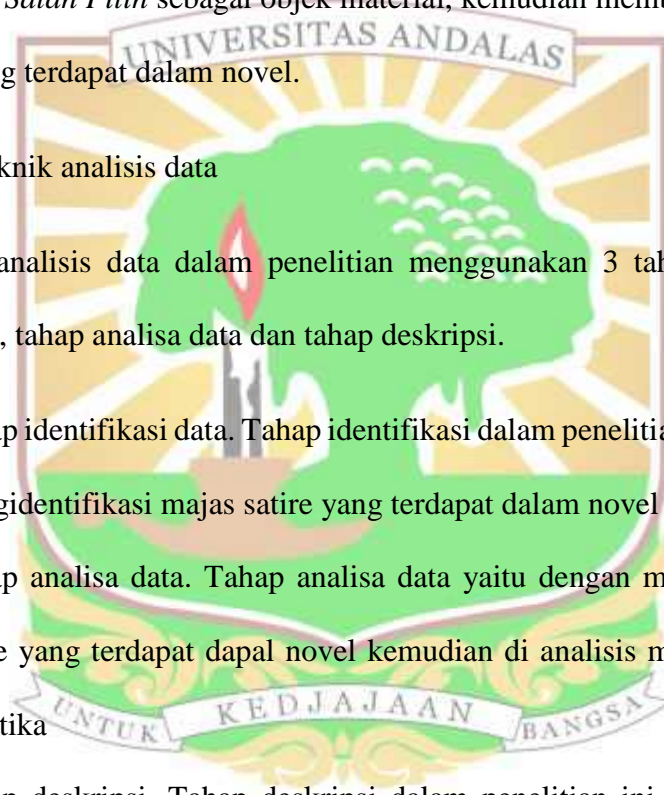 Salah Pilih sebagai objek material, kemudian
UNIVERSITAS ANDALAS
g terdapat dalam novel.
knik analisis data
analisis data dalam penelitian menggunakan 3 tah
, tahap analisa data dan tahap deskripsi.
ap identifikasi data. Tahap identifikasi dalam penelitia
gidentifikasi majas satire yang terdapat dalam novel
ap analisa data. Tahap analisa data yaitu dengan m
e yang terdapat dapal novel kemudian di analisis m
UNTUK KEDJAJAAN BANGSA
tika
deskripsi. Tahap deskripsi dalam penelitian ini